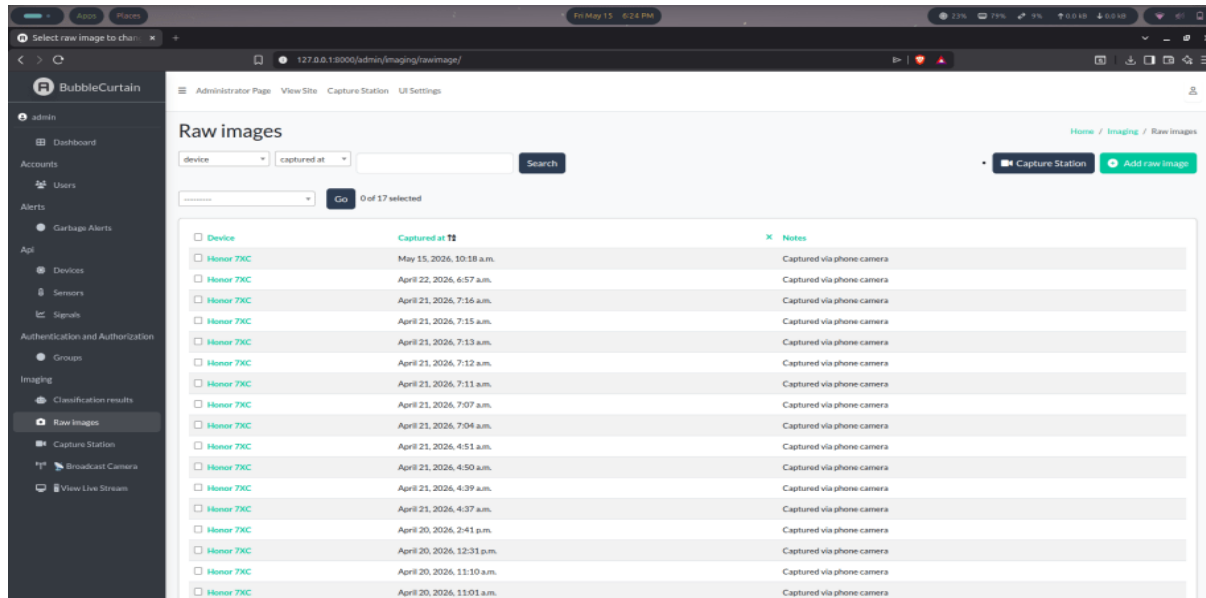 Apps Places Fri May 15 6:24 PM 23% 79% 9% 0.0 kB 0.0 kB
Select raw image to chan
127.0.0.1:8000/admin/imaging/rawimage/
BubbleCurtain
Administrator Page View Site Capture Station UI Settings
admin
Dashboard
Accounts
Users
Alerts
Garbage Alerts
Api
Devices
Sensors
Signals
Authentication and Authorization
Groups
Imaging
Classification results
Raw images
Capture Station
Broadcast Camera
View Live Stream
Raw images
Home / Imaging / Raw images
device captured at Search
Capture Station Add raw image
--------- Go 0 of 17 selected
Device Captured at Notes
Honor 7XC May 15, 2026, 10:18 a.m. Captured via phone camera
Honor 7XC April 22, 2026, 6:57 a.m. Captured via phone camera
Honor 7XC April 21, 2026, 7:16 a.m. Captured via phone camera
Honor 7XC April 21, 2026, 7:15 a.m. Captured via phone camera
Honor 7XC April 21, 2026, 7:13 a.m. Captured via phone camera
Honor 7XC April 21, 2026, 7:12 a.m. Captured via phone camera
Honor 7XC April 21, 2026, 7:11 a.m. Captured via phone camera
Honor 7XC April 21, 2026, 7:07 a.m. Captured via phone camera
Honor 7XC April 21, 2026, 7:04 a.m. Captured via phone camera
Honor 7XC April 21, 2026, 4:51 a.m. Captured via phone camera
Honor 7XC April 21, 2026, 4:50 a.m. Captured via phone camera
Honor 7XC April 21, 2026, 4:39 a.m. Captured via phone camera
Honor 7XC April 21, 2026, 4:37 a.m. Captured via phone camera
Honor 7XC April 20, 2026, 2:41 p.m. Captured via phone camera
Honor 7XC April 20, 2026, 12:31 p.m. Captured via phone camera
Honor 7XC April 20, 2026, 11:10 a.m. Captured via phone camera
Honor 7XC April 20, 2026, 11:01 a.m. Captured via phone camera